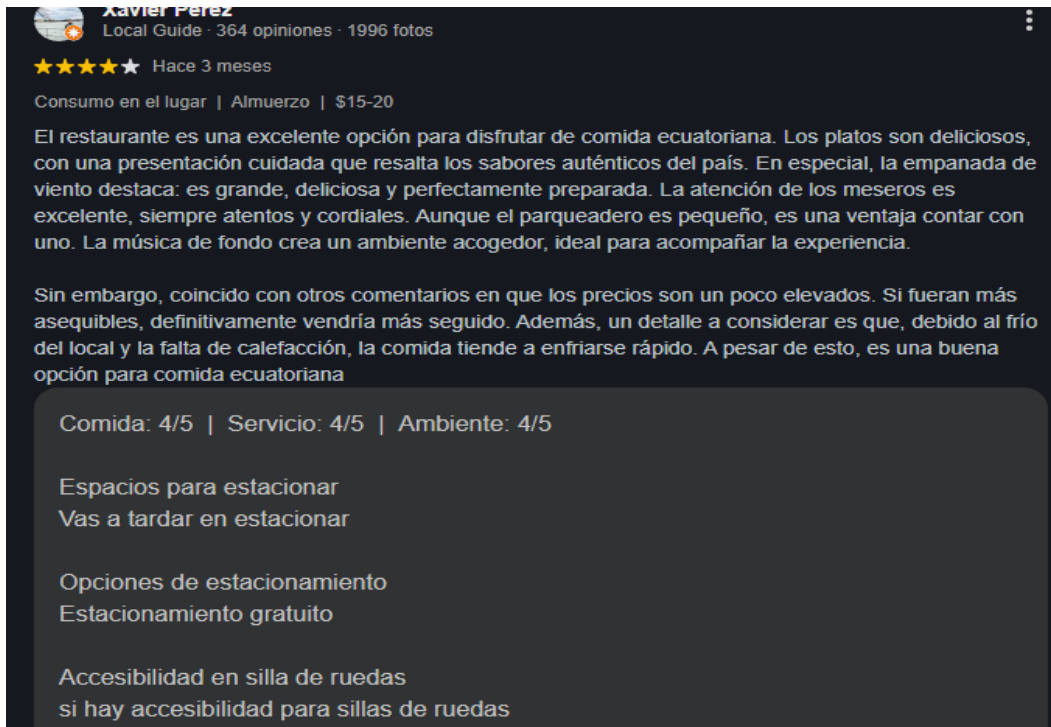 Xavier Perez
Local Guide · 364 opiniones · 1996 fotos
Hace 3 meses
Consumo en el lugar | Almuerzo | $15-20
El restaurante es una excelente opción para disfrutar de comida ecuatoriana. Los platos son deliciosos,
con una presentación cuidada que resalta los sabores auténticos del país. En especial, la empanada de
viento destaca: es grande, deliciosa y perfectamente preparada. La atención de los meseros es
excelente, siempre atentos y cordiales. Aunque el parqueadero es pequeño, es una ventaja contar con
uno. La música de fondo crea un ambiente acogedor, ideal para acompañar la experiencia.
Sin embargo, coincido con otros comentarios en que los precios son un poco elevados. Si fueran más
asequibles, definitivamente vendría más seguido. Además, un detalle a considerar es que, debido al frío
del local y la falta de calefacción, la comida tiende a enfriarse rápido. A pesar de esto, es una buena
opción para comida ecuatoriana
Comida: 4/5 | Servicio: 4/5 | Ambiente: 4/5
Espacios para estacionar
Vas a tardar en estacionar
Opciones de estacionamiento
Estacionamiento gratuito
Accesibilidad en silla de ruedas
si hay accesibilidad para sillas de ruedas